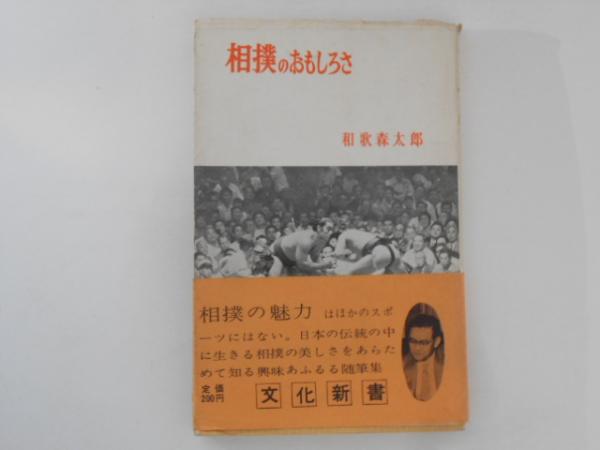 相撲のおもしろさ
和歌森太郎
相撲の魅力 はほかのスポ
ーツにはない。日本の伝統の中
に生きる相撲の美しさをあらた
めて知る興味あふるる随筆集
定価
200円
文化新書